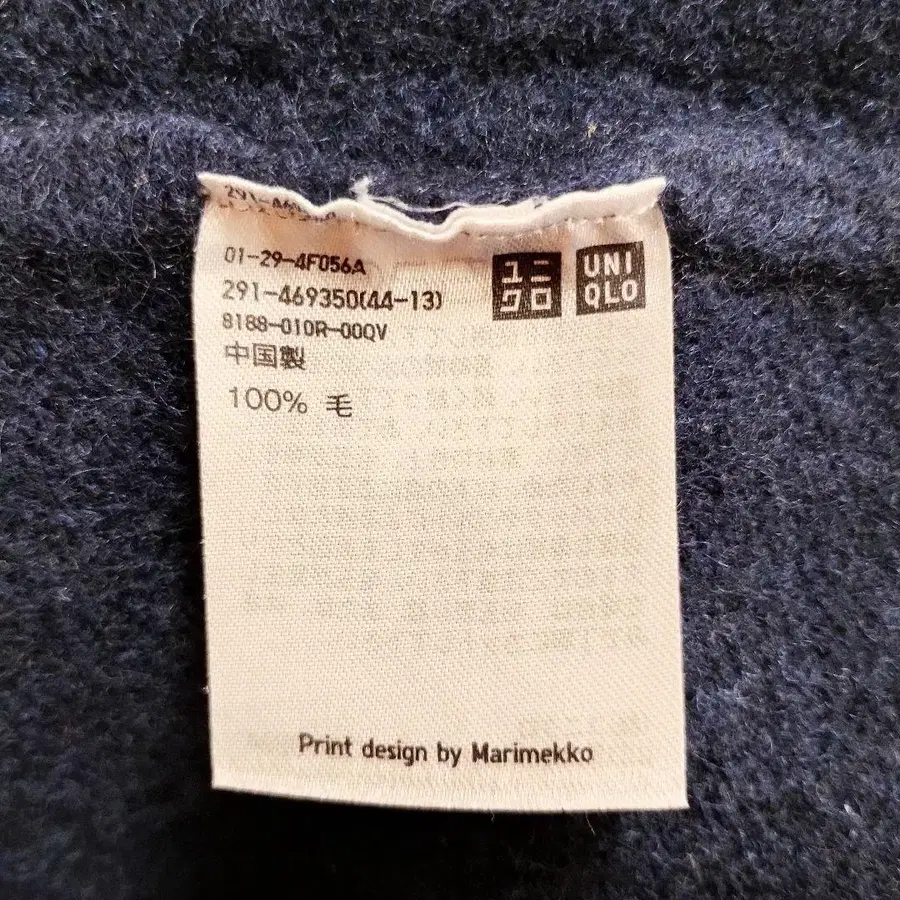 01-29-4F056A
291-469350(44-13)
8188-010R-00QV
中国製
100% 毛
ユニ
クロ
UNI
QLO
Print design by Marimekko